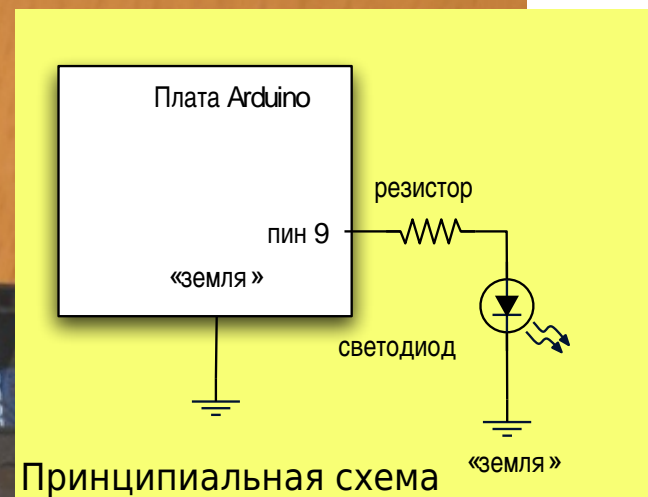 Плата Arduino
резистор
пин 9
«земля»
светодиод
«земля»
Принципиальная схема